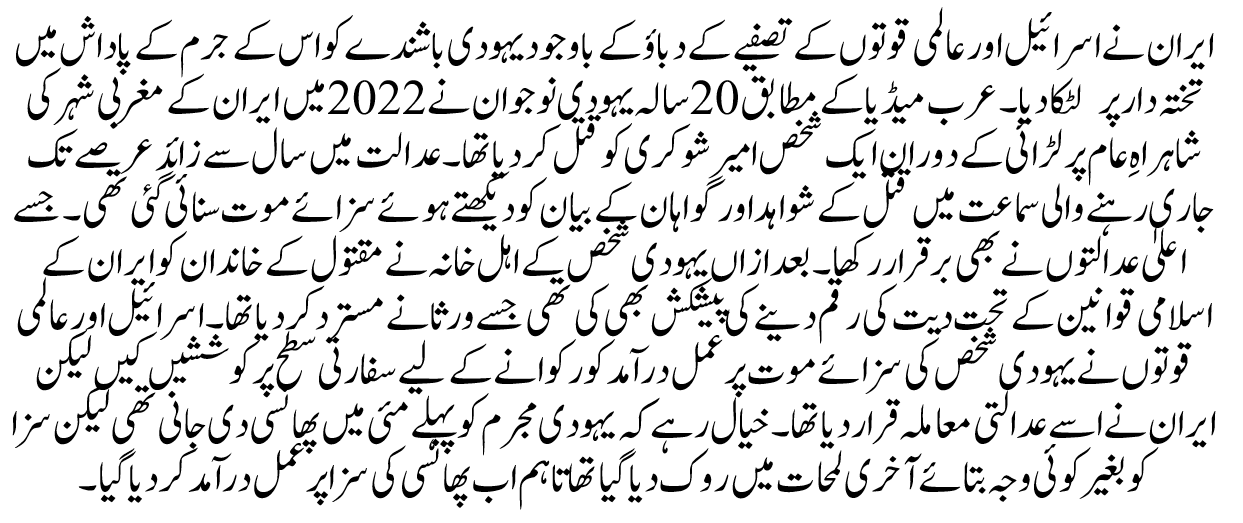 ایران نے اسرائیل اور عالمی قوتوں کے تصفیے کے دباؤ کے باوجود یہودی باشندے کو اس کے جرم کے پاداش میں
تختہ دار پر لٹکا دیا۔ عرب میڈیا کے مطابق 20 سالہ یہودی نوجوان نے 2022 میں ایران کے مغربی شہر کی
شاہراہِ عام پر لڑائی کے دوران ایک شخص امیر شوکری کو قتل کر دیا تھا۔ عدالت میں سال سے زائد عرصے تک
جاری رہنے والی سماعت میں قتل کے شواہد اور گواہان کے بیان کو دیکھتے ہوئے سزائے موت سنائی گئی تھی۔ جسے
اعلیٰ عدالتوں نے بھی برقرار رکھا۔ بعد ازاں یہودی شخص کے اہل خانہ نے مقتول کے خاندان کو ایران کے
اسلامی قوانین کے تحت دیت کی رقم دینے کی پیشکش بھی کی تھی جسے ورثا نے مسترد کر دیا تھا۔ اسرائیل اور عالمی
قوتوں نے یہودی شخص کی سزائے موت پر عمل درآمد کو رکوانے کے لیے سفارتی سطح پر کوششیں کیں لیکن
ایران نے اسے عدالتی معاملہ قرار دیا تھا۔ خیال رہے کہ یہودی مجرم کو پہلے مئی میں پھانسی دی جانی تھی لیکن سزا
کو بغیر کوئی وجہ بتائے آخری لمحات میں روک دیا گیا تھا تاہم اب پھانسی کی سزا پر عمل درآمد کر دیا گیا۔